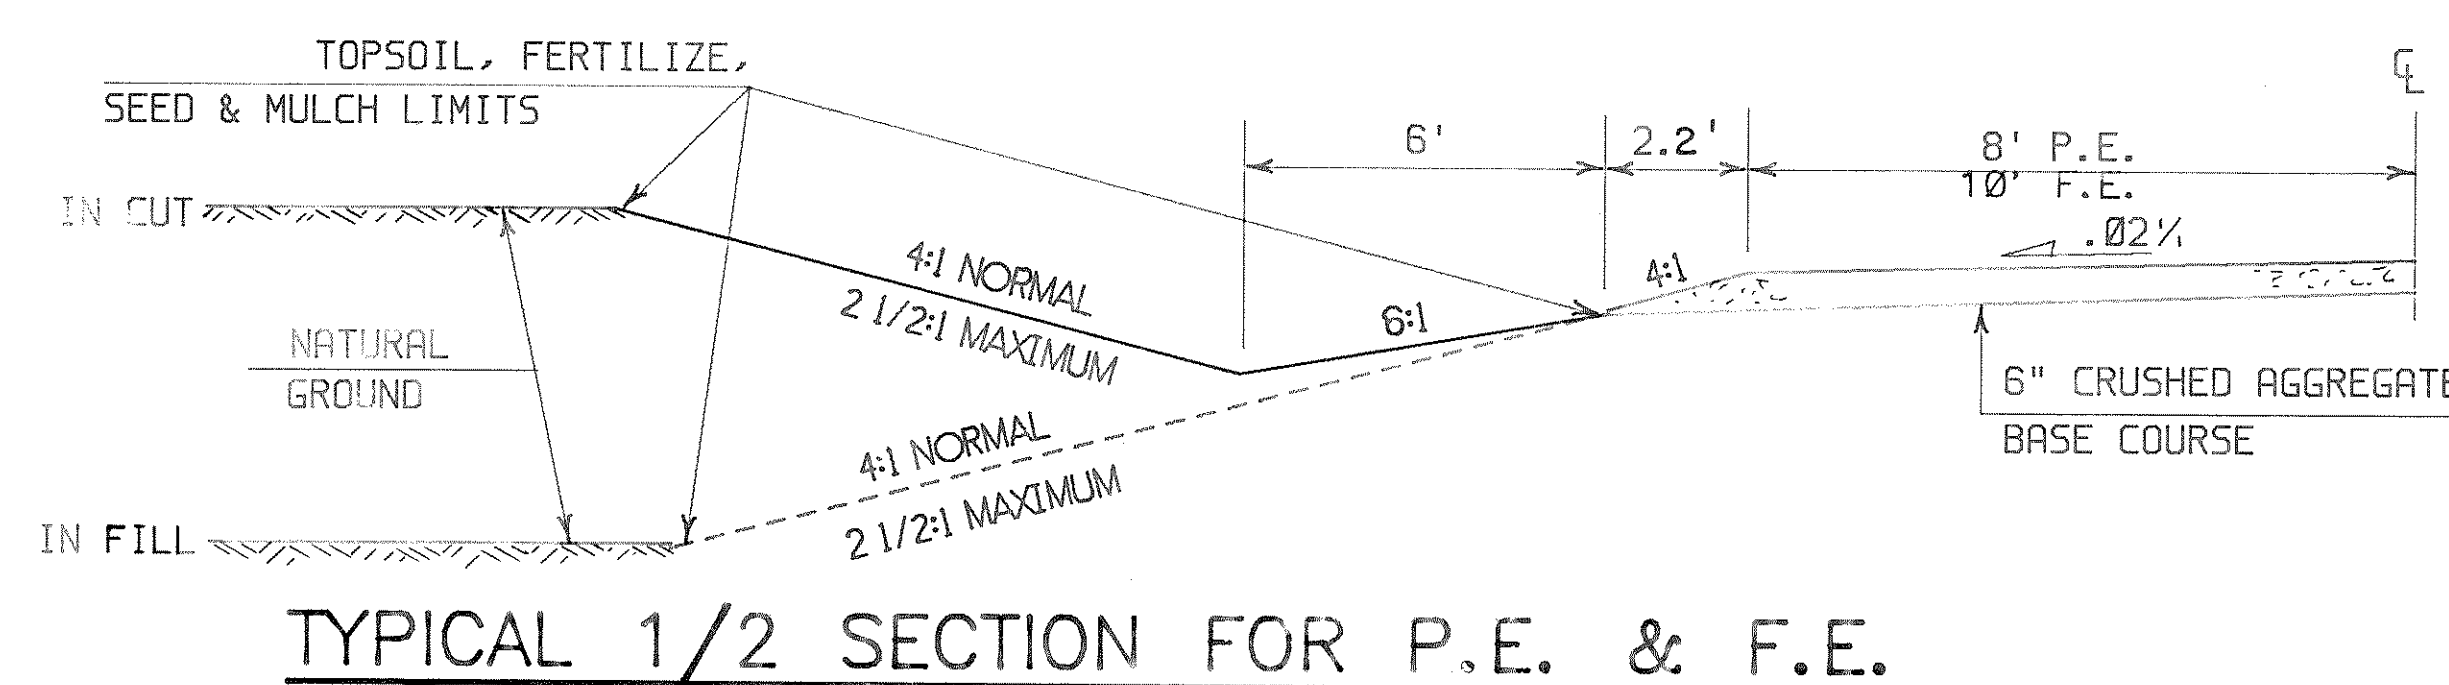 TOPSOIL, FERTILIZE,
SEED & MULCH LIMITS
℄
6'
2.2'
8' P.E.
10' F.E.
IN CUT
.02'/,
4:1 NORMAL
2 1/2:1 MAXIMUM
4:1
6:1
NATURAL
GROUND
6" CRUSHED AGGREGATE
BASE COURSE
4:1 NORMAL
2 1/2:1 MAXIMUM
IN FILL
TYPICAL 1/2 SECTION FOR P.E. & F.E.